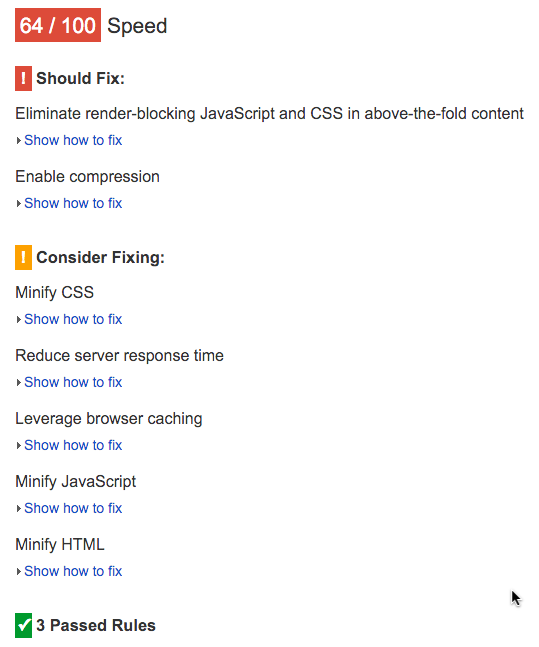 64 / 100 Speed
! Should Fix:
Eliminate render-blocking JavaScript and CSS in above-the-fold content
Show how to fix
Enable compression
Show how to fix
! Consider Fixing:
Minify CSS
Show how to fix
Reduce server response time
Show how to fix
Leverage browser caching
Show how to fix
Minify JavaScript
Show how to fix
Minify HTML
Show how to fix
✓ 3 Passed Rules